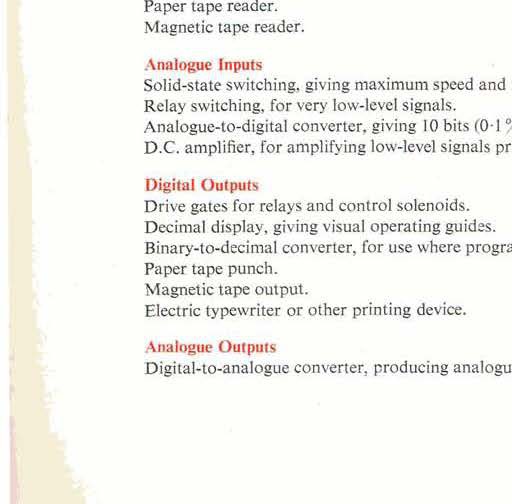 Paper tape reader.
Magnetic tape reader.
Analogue Inputs
Solid-state switching, giving maximum speed and
Relay switching, for very low-level signals.
Analogue-to-digital converter, giving 10 bits (0·1%
D.C. amplifier, for amplifying low-level signals pr
Digital Outputs
Drive gates for relays and control solenoids.
Decimal display, giving visual operating guides.
Binary-to-decimal converter, for use where progra
Paper tape punch.
Magnetic tape output.
Electric typewriter or other printing device.
Analogue Outputs
Digital-to-analogue converter, producing analogu